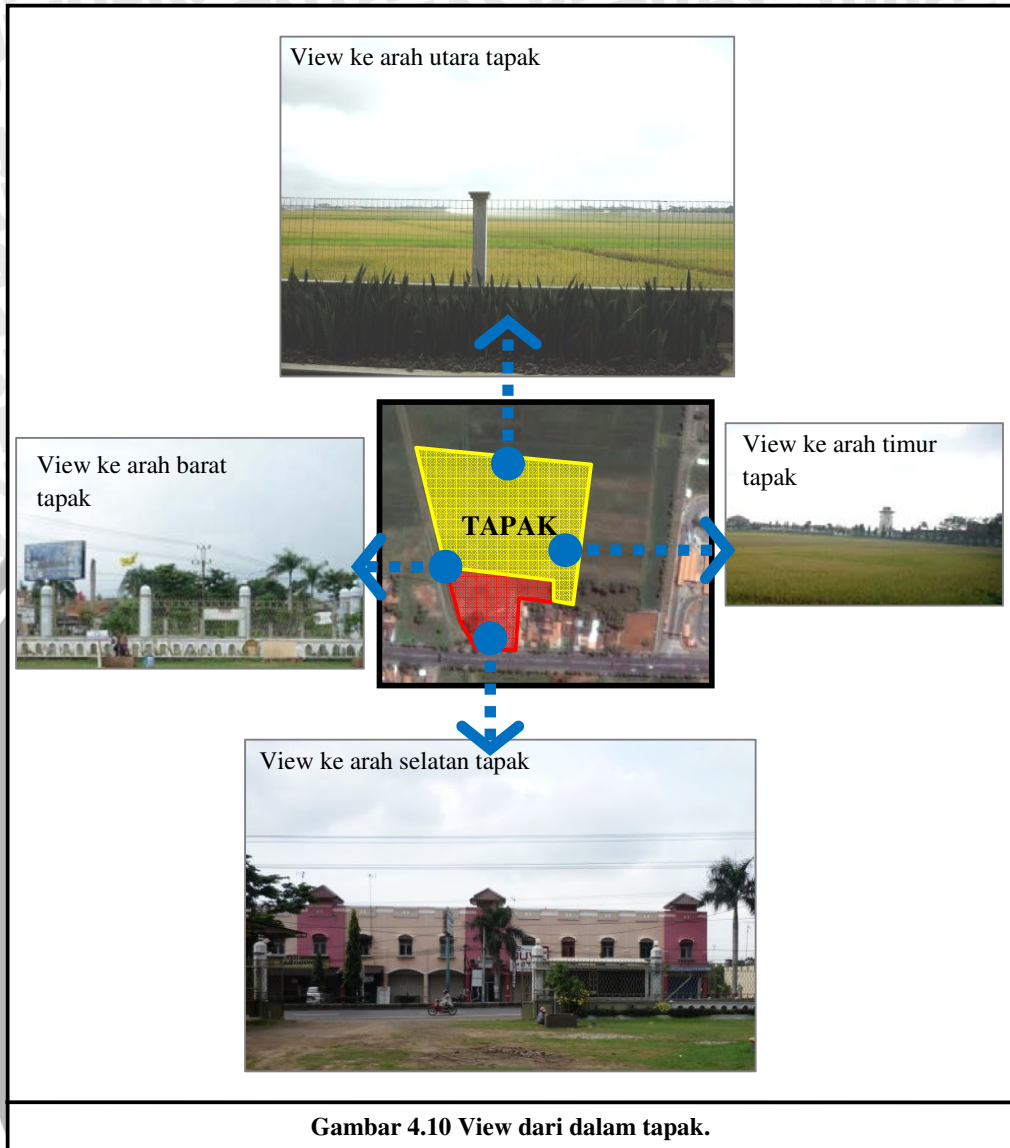 View ke arah utara tapak
View ke arah barat
tapak
View ke arah timur
tapak
TAPAK
View ke arah selatan tapak
Gambar 4.10 View dari dalam tapak.